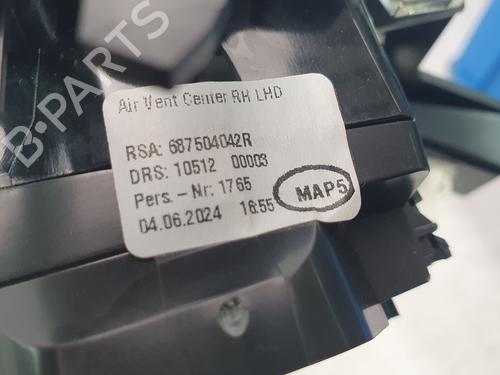 B-PARTS
Air Vent Center RH LHD
RSA: 687504042R
DRS: 10512 00003
Pers. - Nr: 1765
04.06.2024 16:55
MAP5